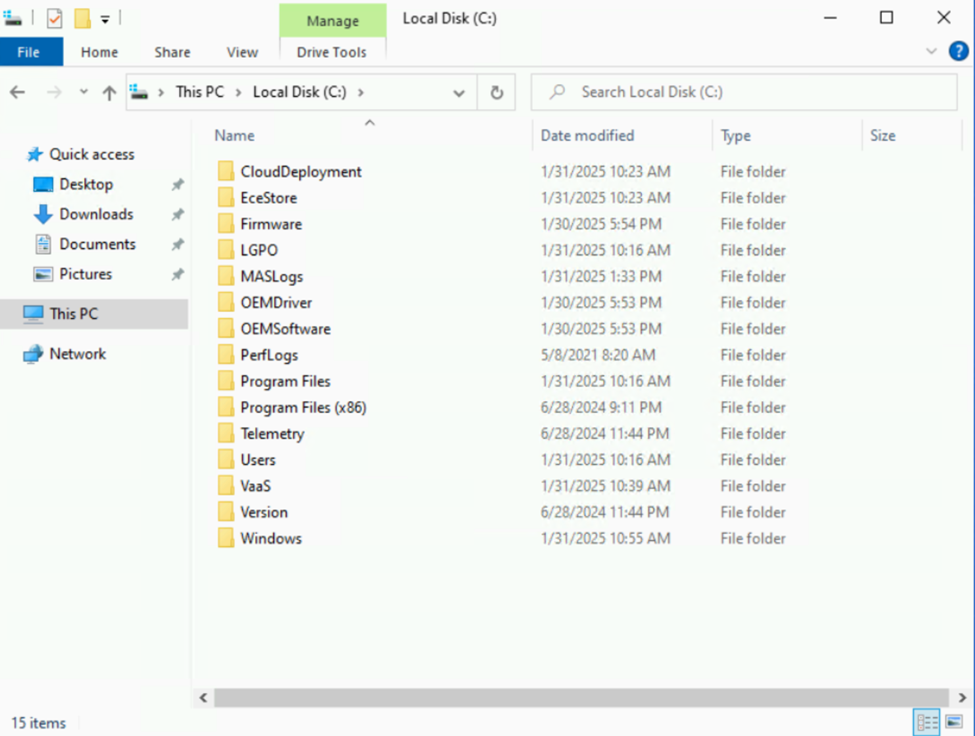 Manage
Local Disk (C:)
File
Home
Share
View
Drive Tools
?
This PC
Local Disk (C:)
Search Local Disk (C:)
Name
Date modified
Type
Size
Quick access
Desktop
Downloads
Documents
Pictures
This PC
Network
CloudDeployment 1/31/2025 10:23 AM File folder
EceStore 1/31/2025 10:23 AM File folder
Firmware 1/30/2025 5:54 PM File folder
LGPO 1/31/2025 10:16 AM File folder
MASLogs 1/31/2025 1:33 PM File folder
OEMDriver 1/30/2025 5:53 PM File folder
OEMSoftware 1/30/2025 5:53 PM File folder
PerfLogs 5/8/2021 8:20 AM File folder
Program Files 1/31/2025 10:16 AM File folder
Program Files (x86) 6/28/2024 9:11 PM File folder
Telemetry 6/28/2024 11:44 PM File folder
Users 1/31/2025 10:16 AM File folder
VaaS 1/31/2025 10:39 AM File folder
Version 6/28/2024 11:44 PM File folder
Windows 1/31/2025 10:55 AM File folder
15 items